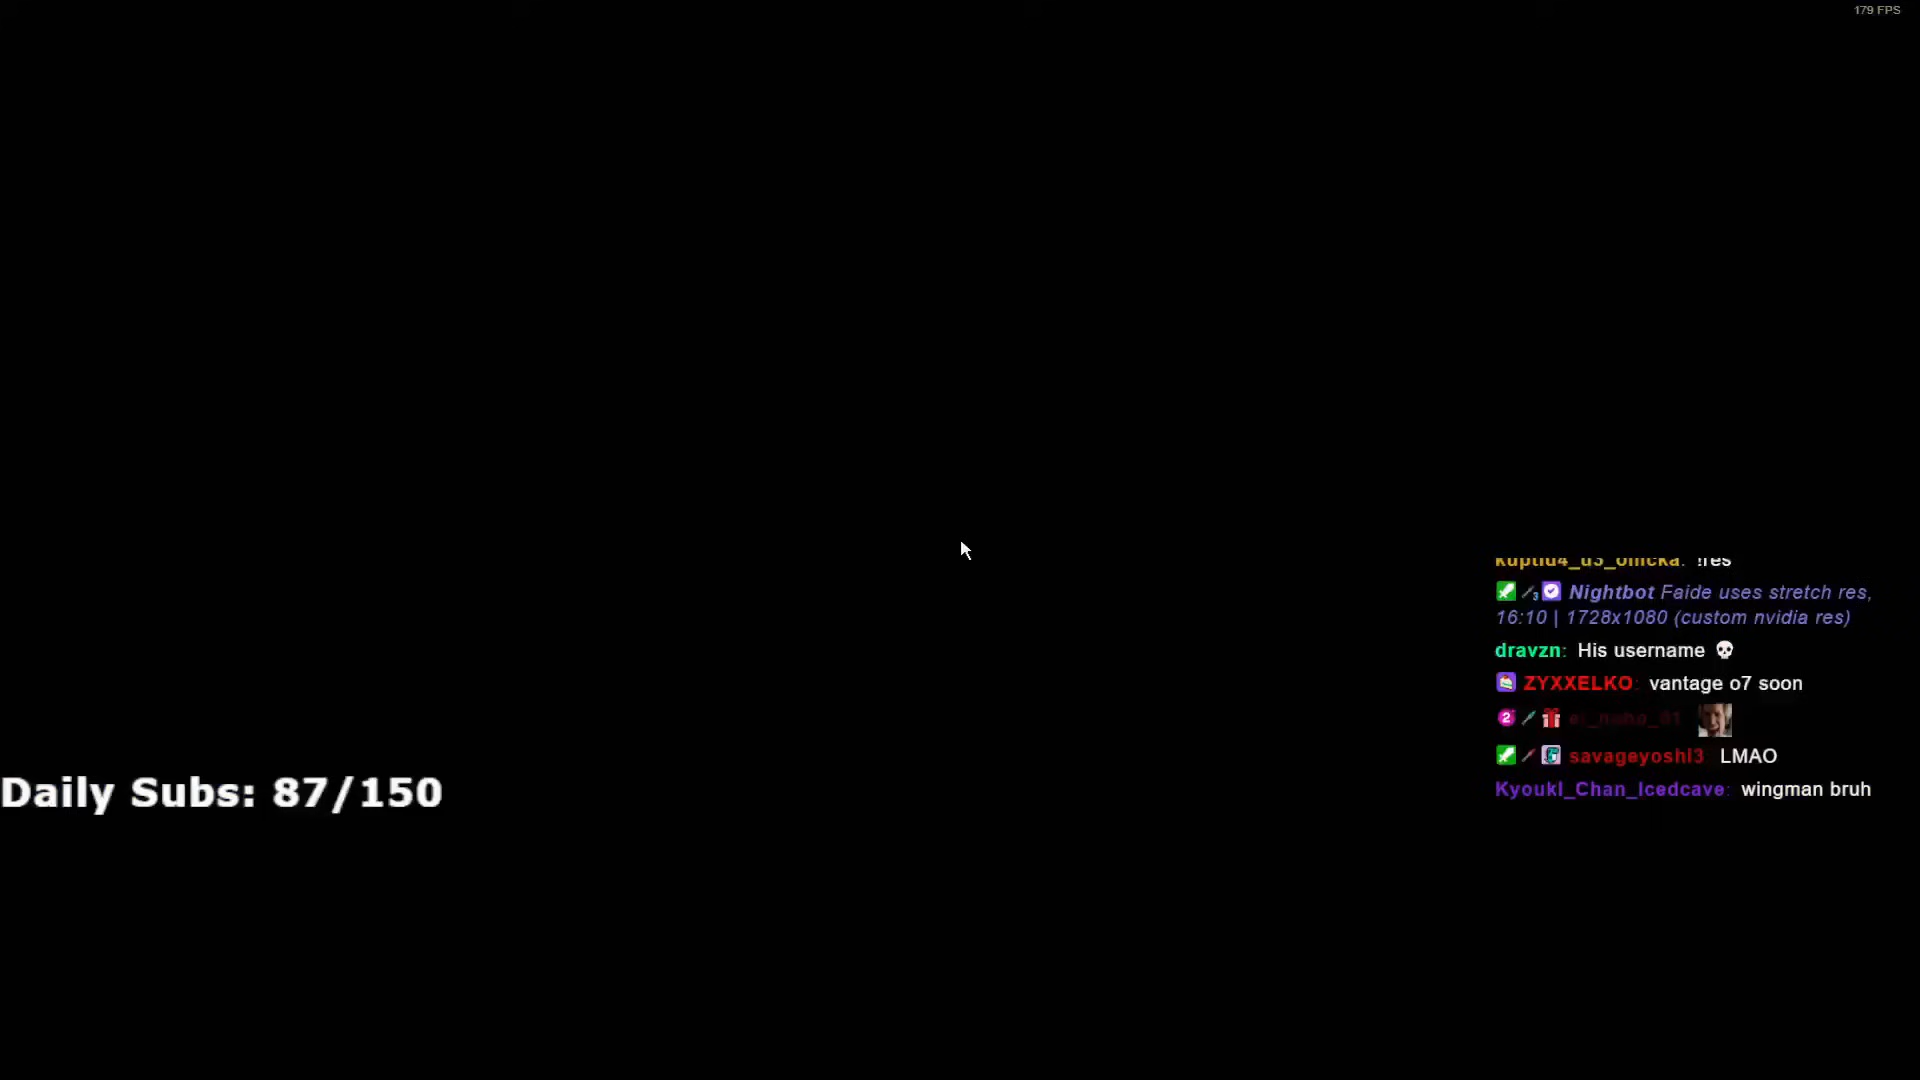 179 FPS
!res
Nightbot Faide uses stretch res,
16:10 | 1728x1080 (custom nvidia res)
dravzn: His username 💀
ZYXXELKO: vantage o7 soon
savageyoshI3 LMAO
KyoukI_Chan_Icedcave: wingman bruh
Daily Subs: 87/150